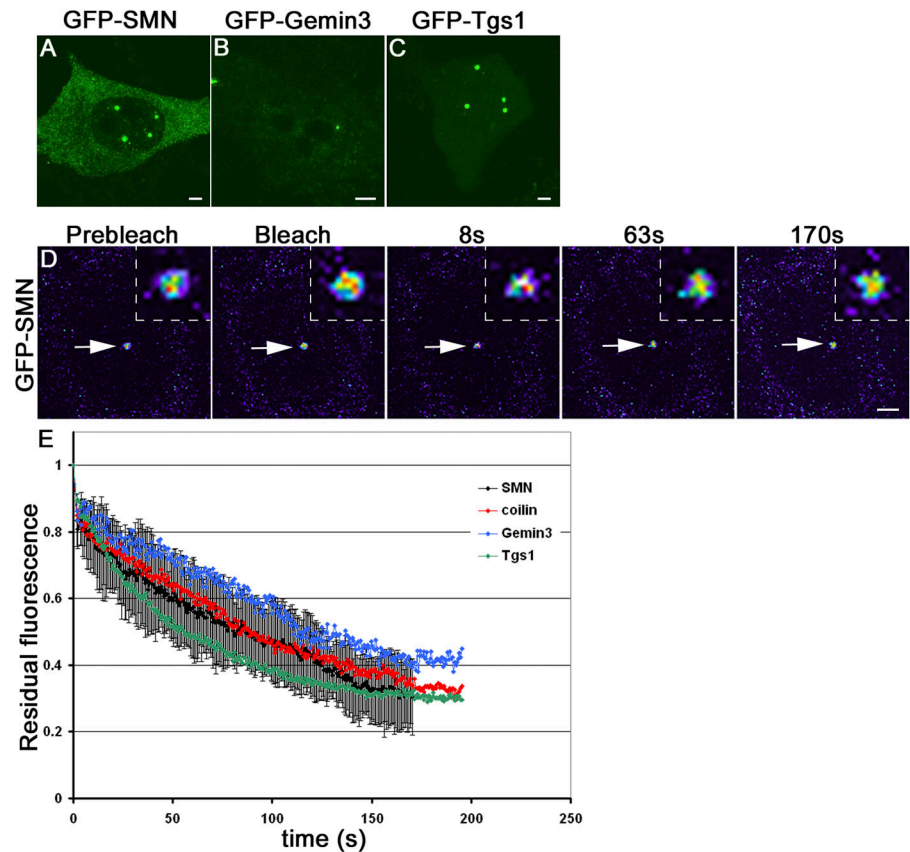 GFP-SMN GFP-Gemin3 GFP-Tgs1
A B C
Prebleach Bleach 8s 63s 170s
D
GFP-SMN
E
1
0.8
0.6
0.4
0.2
0
Residual fluorescence
SMN
coilin
Gemin3
Tgs1
0 50 100 150 200 250
time (s)